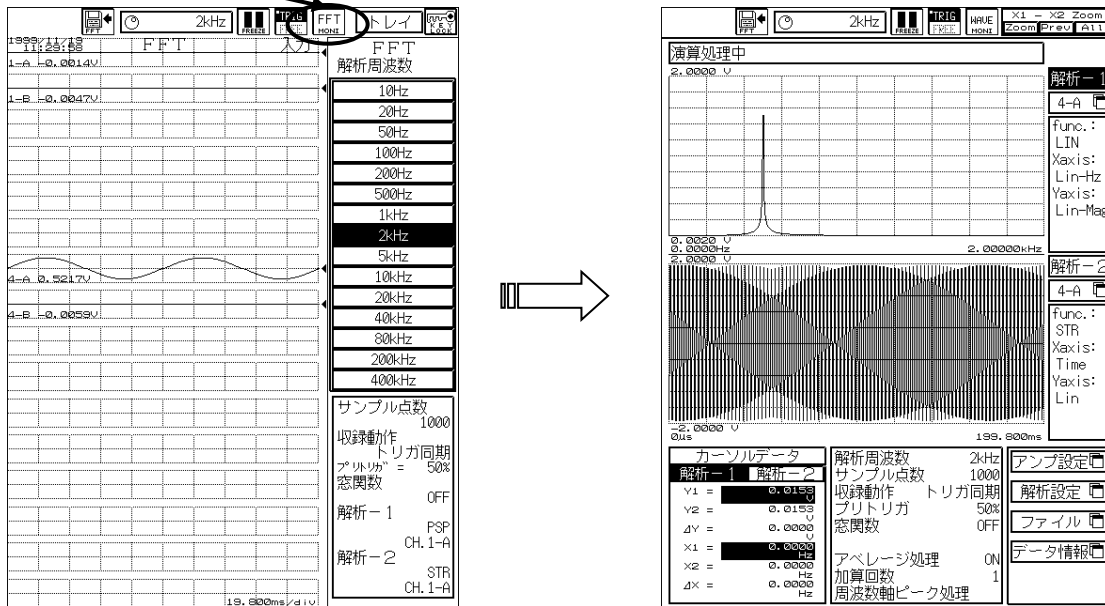 FFT
2kHz
FREEZE
TRIG
FREE
FFT
MONI
トレイ
KEY
LOCK
1999/11/19
11:29:58
FFT
入力
1-A -0.0014V
1-B -0.0047V
4-A 0.5217V
4-B -0.0059V
19.800ms/div
FFT
解析周波数
10Hz
20Hz
50Hz
100Hz
200Hz
500Hz
1kHz
2kHz
5kHz
10kHz
20kHz
40kHz
80kHz
200kHz
400kHz
サンプル点数
1000
収録動作
トリガ同期
プリトリガ = 50%
窓関数
OFF
解析-1
PSP
CH.1-A
解析-2
STR
CH.1-A
FFT
2kHz
FREEZE
TRIG
FREE
WAVE
MONI
X1 - X2 Zoom
Zoom Prev All
演算処理中
2.0000 V
0.0020 V
0.0000Hz
2.00000kHz
2.0000 V
-2.0000 V
0μs
199.800ms
解析-1
4-A
func.:
LIN
Xaxis:
Lin-Hz
Yaxis:
Lin-Mag
解析-2
4-A
func.:
STR
Xaxis:
Time
Yaxis:
Lin
カーソルデータ
解析-1 解析-2
Y1 = 0.0153
V
Y2 = 0.0153
V
ΔY = 0.0000
V
X1 = 0.0000
Hz
X2 = 0.0000
Hz
ΔX = 0.0000
Hz
解析周波数 2kHz
サンプル点数 1000
収録動作 トリガ同期
プリトリガ 50%
窓関数 OFF
アベレージ処理 ON
加算回数 1
周波数軸ピーク処理
アンプ設定
解析設定
ファイル
データ情報